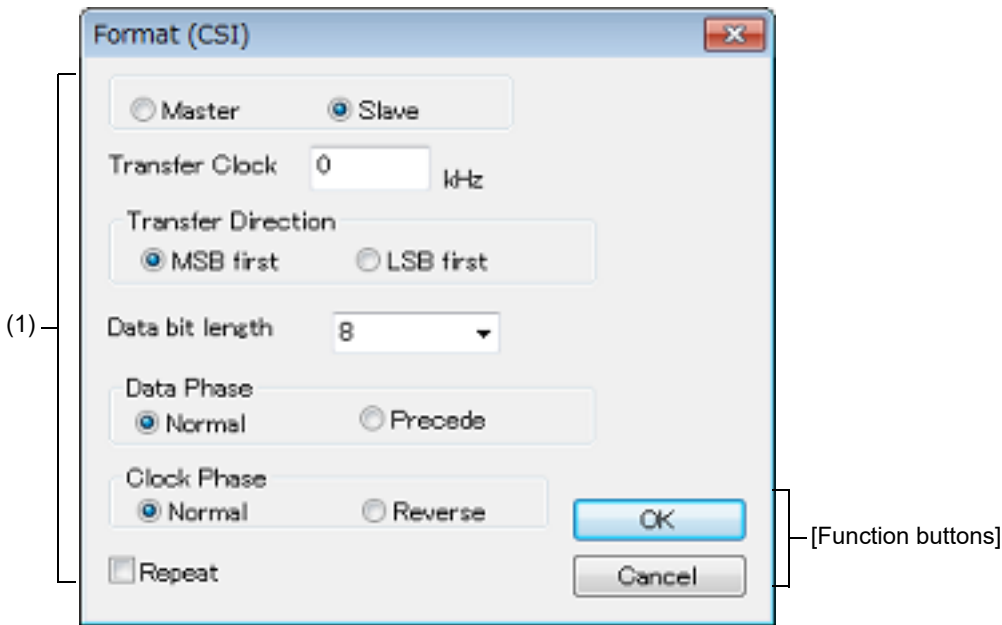 Format (CSI)
Master Slave
Transfer Clock 0 kHz
Transfer Direction
MSB first LSB first
(1)
Data bit length 8
Data Phase
Normal Precede
Clock Phase
Normal Reverse
OK
[Function buttons]
Repeat
Cancel